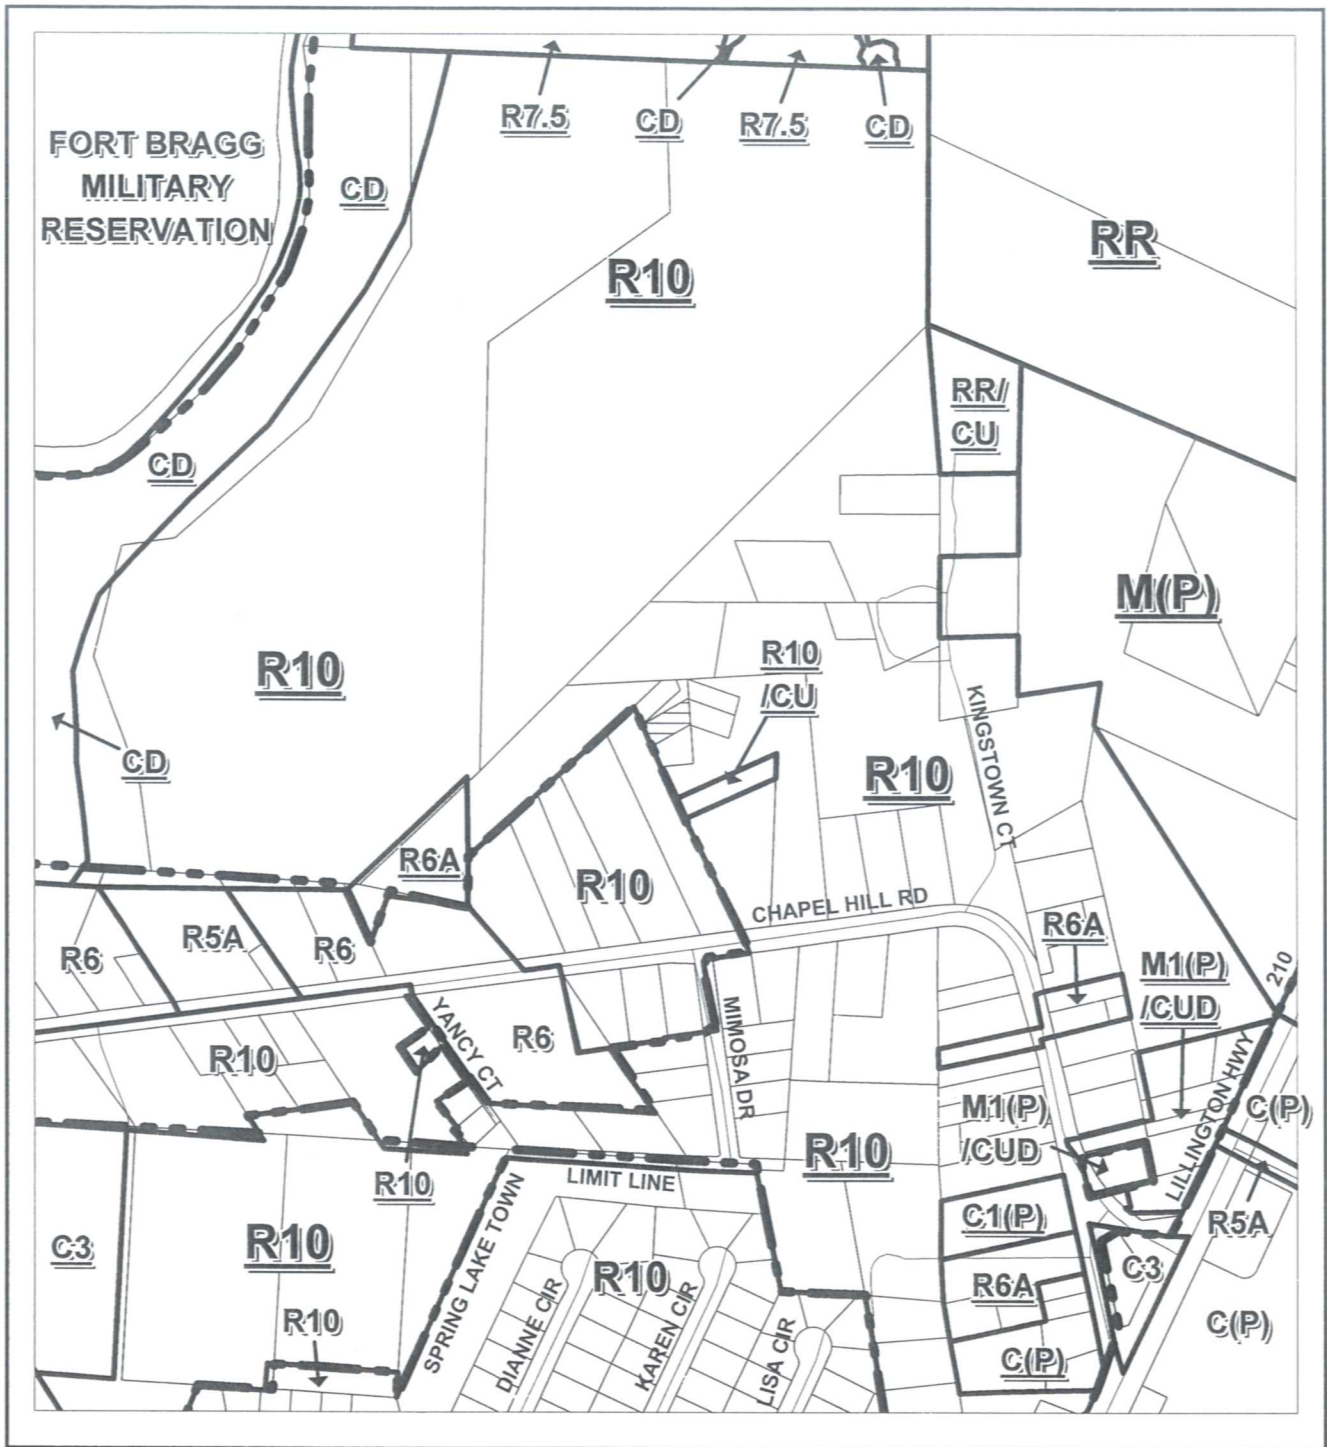 FORT BRAGG
MILITARY
RESERVATION
CD
R7.5
CD
R7.5
CD
RR
R10
RR/
CU
CD
M(P)
R10
R10
/CU
KINGSTOWN CT
CD
R10
R6A
R10
CHAPEL HILL RD
R6
R5A
R6
R6A
M1(P)
/CUD
210
YANCY CT
R6
MIMOSA DR
R10
LILLINGTON HWY
C(P)
M1(P)
/CUD
R10
R10
LIMIT LINE
SPRING LAKE TOWN
C1(P)
R5A
C3
R10
R10
C3
R6A
R10
DIANNE CIR
KAREN CIR
LISA CIR
C(P)
C(P)